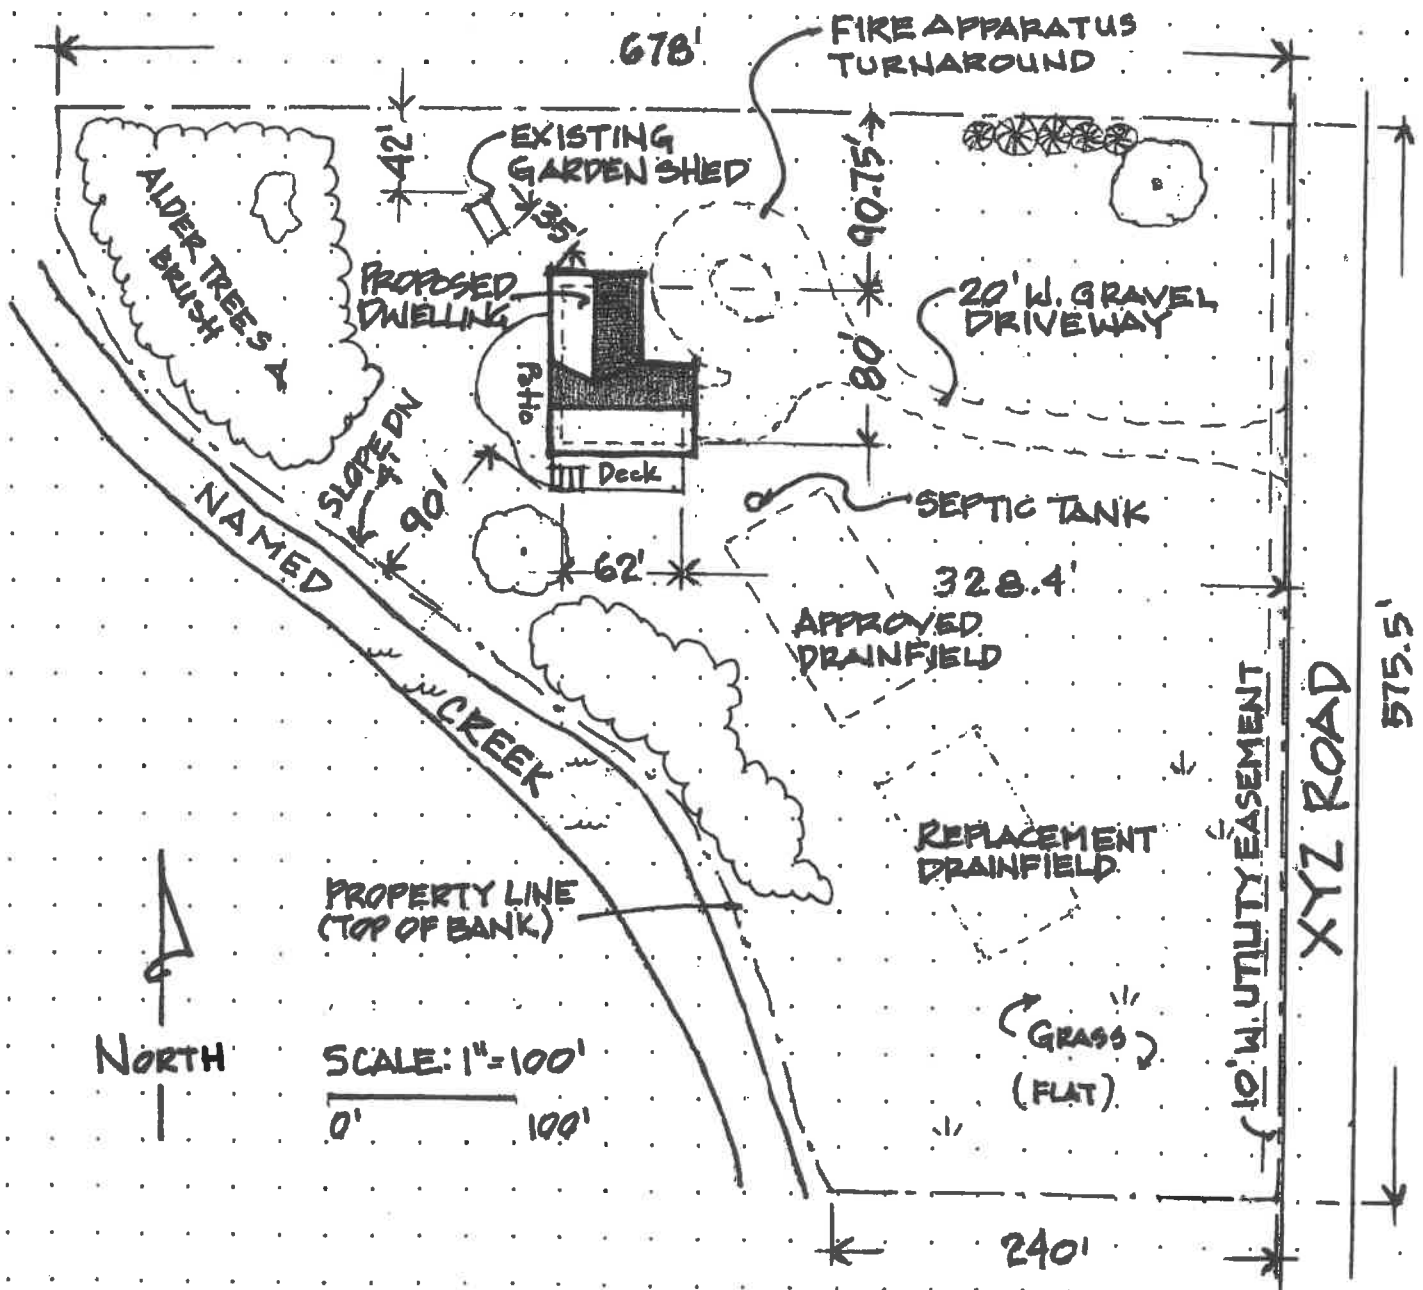 678'
FIRE APPARATUS
TURNAROUND
42'
EXISTING
GARDEN SHED
90.75'
35'
ALDER TREES &
BRUSH
PROPOSED
DWELLING
20' W. GRAVEL
DRIVEWAY
80'
PATIO
SLOPE DN
4'
90'
Deck
SEPTIC TANK
NAMED
CREEK
62'
328.4'
APPROVED
DRAINFIELD
575.5'
XYZ ROAD
10' W. UTILITY EASEMENT
REPLACEMENT
DRAINFIELD
PROPERTY LINE
(TOP OF BANK)
GRASS
(FLAT)
NORTH
SCALE: 1"=100'
0' 100'
240'